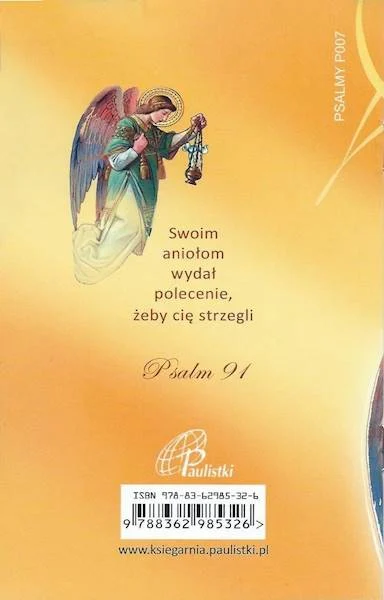 PSALMY P007
Swoim
aniołom
wydał
polecenie,
żeby cię strzegli
Psalm 91
Paulistki
ISBN 978-83-62985-32-6
9 788362 985326 >
www.ksiegarnia.paulistki.pl